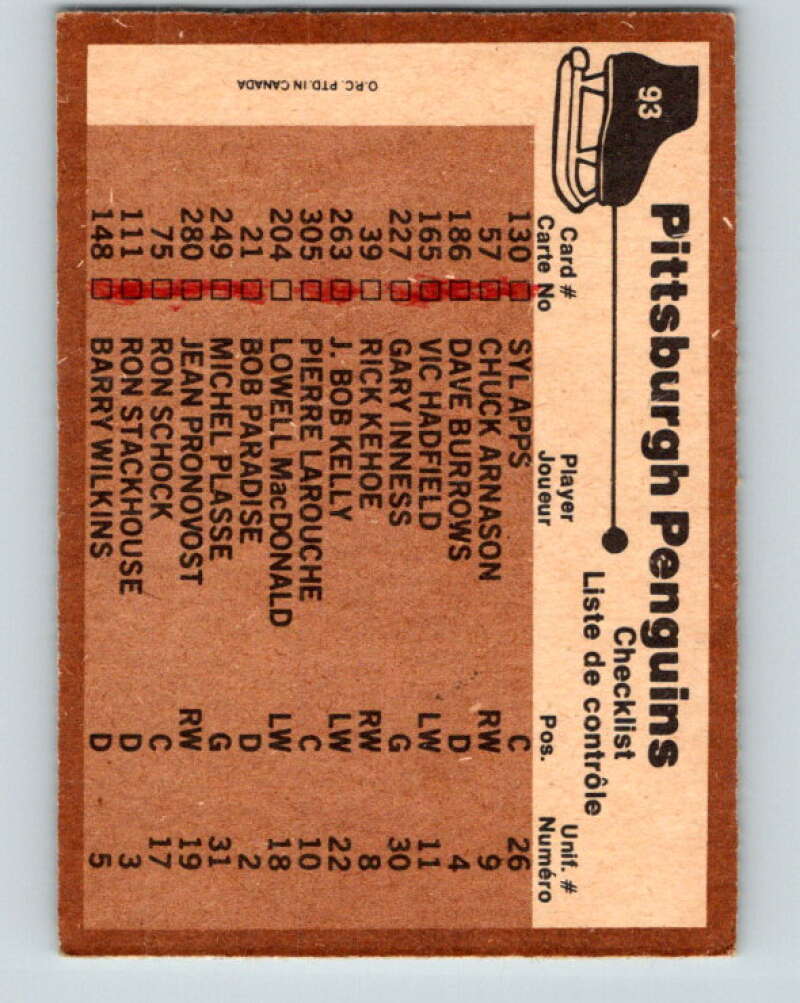 93
Pittsburgh Penguins
Checklist
Liste de contrôle
Card # Player Pos. Unif. #
Carte No Joueur Numéro
130 SYL APPS C 26
57 CHUCK ARNASON RW 9
186 DAVE BURROWS D 4
165 VIC HADFIELD LW 11
227 GARY INNESS G 30
39 RICK KEHOE RW 8
263 J. BOB KELLY LW 22
305 PIERRE LAROUCHE C 10
204 LOWELL MacDONALD LW 18
21 BOB PARADISE D 2
249 MICHEL PLASSE G 31
280 JEAN PRONOVOST RW 19
75 RON SCHOCK C 17
111 RON STACKHOUSE D 3
148 BARRY WILKINS D 5
O.P.C. PTD. IN CANADA